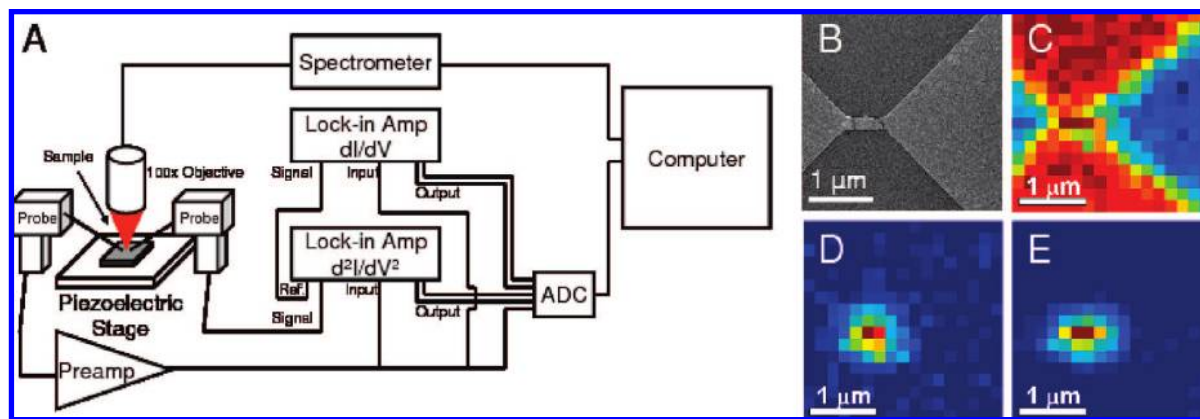 A
Spectrometer
Lock-in Amp
dI/dV
Signal
Input
Output
Computer
Sample
100x Objective
Probe
Probe
Lock-in Amp
d²I/dV²
Ref.
Signal
Input
Output
ADC
Piezoelectric
Stage
Preamp
B
1 μm
C
1 μm
D
1 μm
E
1 μm